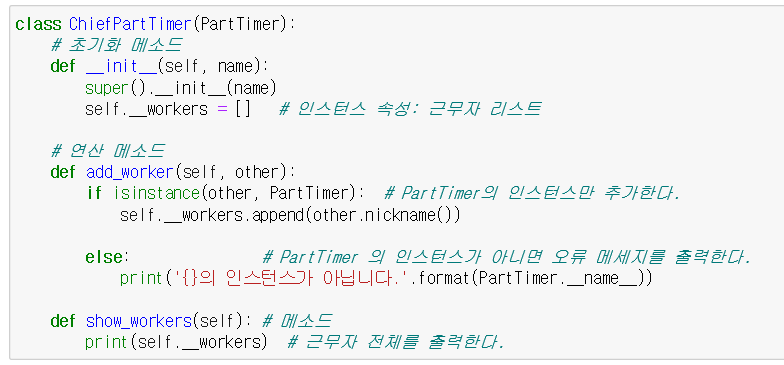 class ChiefPartTimer(PartTimer):
    # 초기화 메소드
    def __init__(self, name):
        super().__init__(name)
        self.__workers = []   # 인스턴스 속성: 근무자 리스트

    # 연산 메소드
    def add_worker(self, other):
        if isinstance(other, PartTimer):  # PartTimer의 인스턴스만 추가한다.
            self.__workers.append(other.nickname())

        else:               # PartTimer 의 인스턴스가 아니면 오류 메세지를 출력한다.
            print('{}의 인스턴스가 아닙니다.'.format(PartTimer.__name__))

    def show_workers(self): # 메소드
        print(self.__workers)  # 근무자 전체를 출력한다.